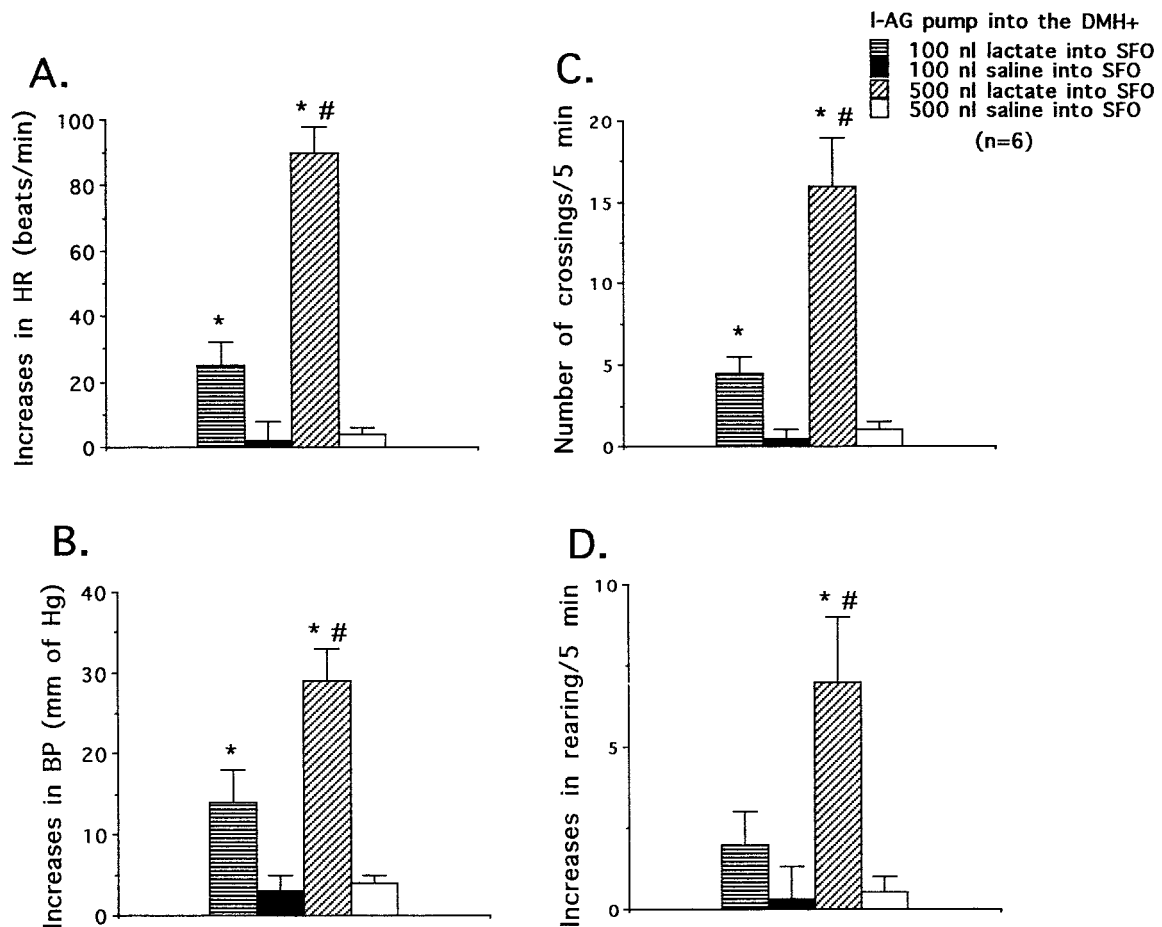 l-AG pump into the DMH+
100 nl lactate into SFO
100 nl saline into SFO
500 nl lactate into SFO
500 nl saline into SFO
(n=6)
A.
Increases in HR (beats/min)
100
80
60
40
20
0
*
* #
C.
Number of crossings/5 min
20
15
10
5
0
*
* #
B.
Increases in BP (mm of Hg)
40
30
20
10
0
*
* #
D.
Increases in rearing/5 min
10
5
0
* #